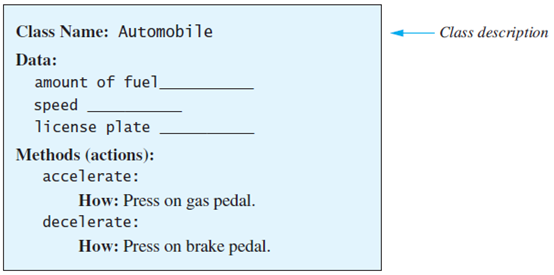 Class Name: Automobile
Class description
Data:
amount of fuel__________
speed __________
license plate __________
Methods (actions):
accelerate:
How: Press on gas pedal.
decelerate:
How: Press on brake pedal.